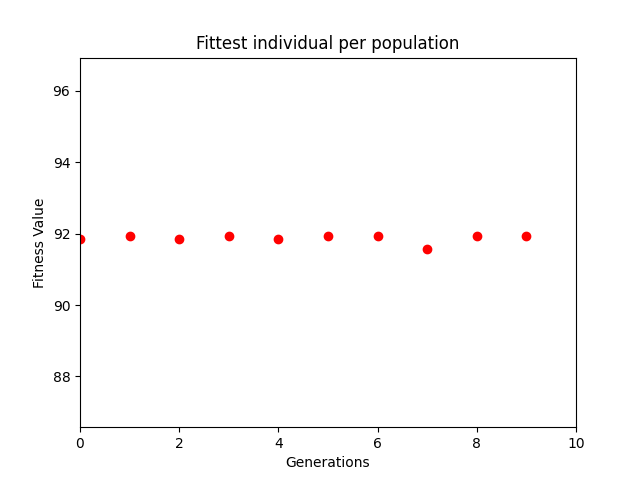 Fittest individual per population
96
94
92
90
88
Fitness Value
0 2 4 6 8 10
Generations